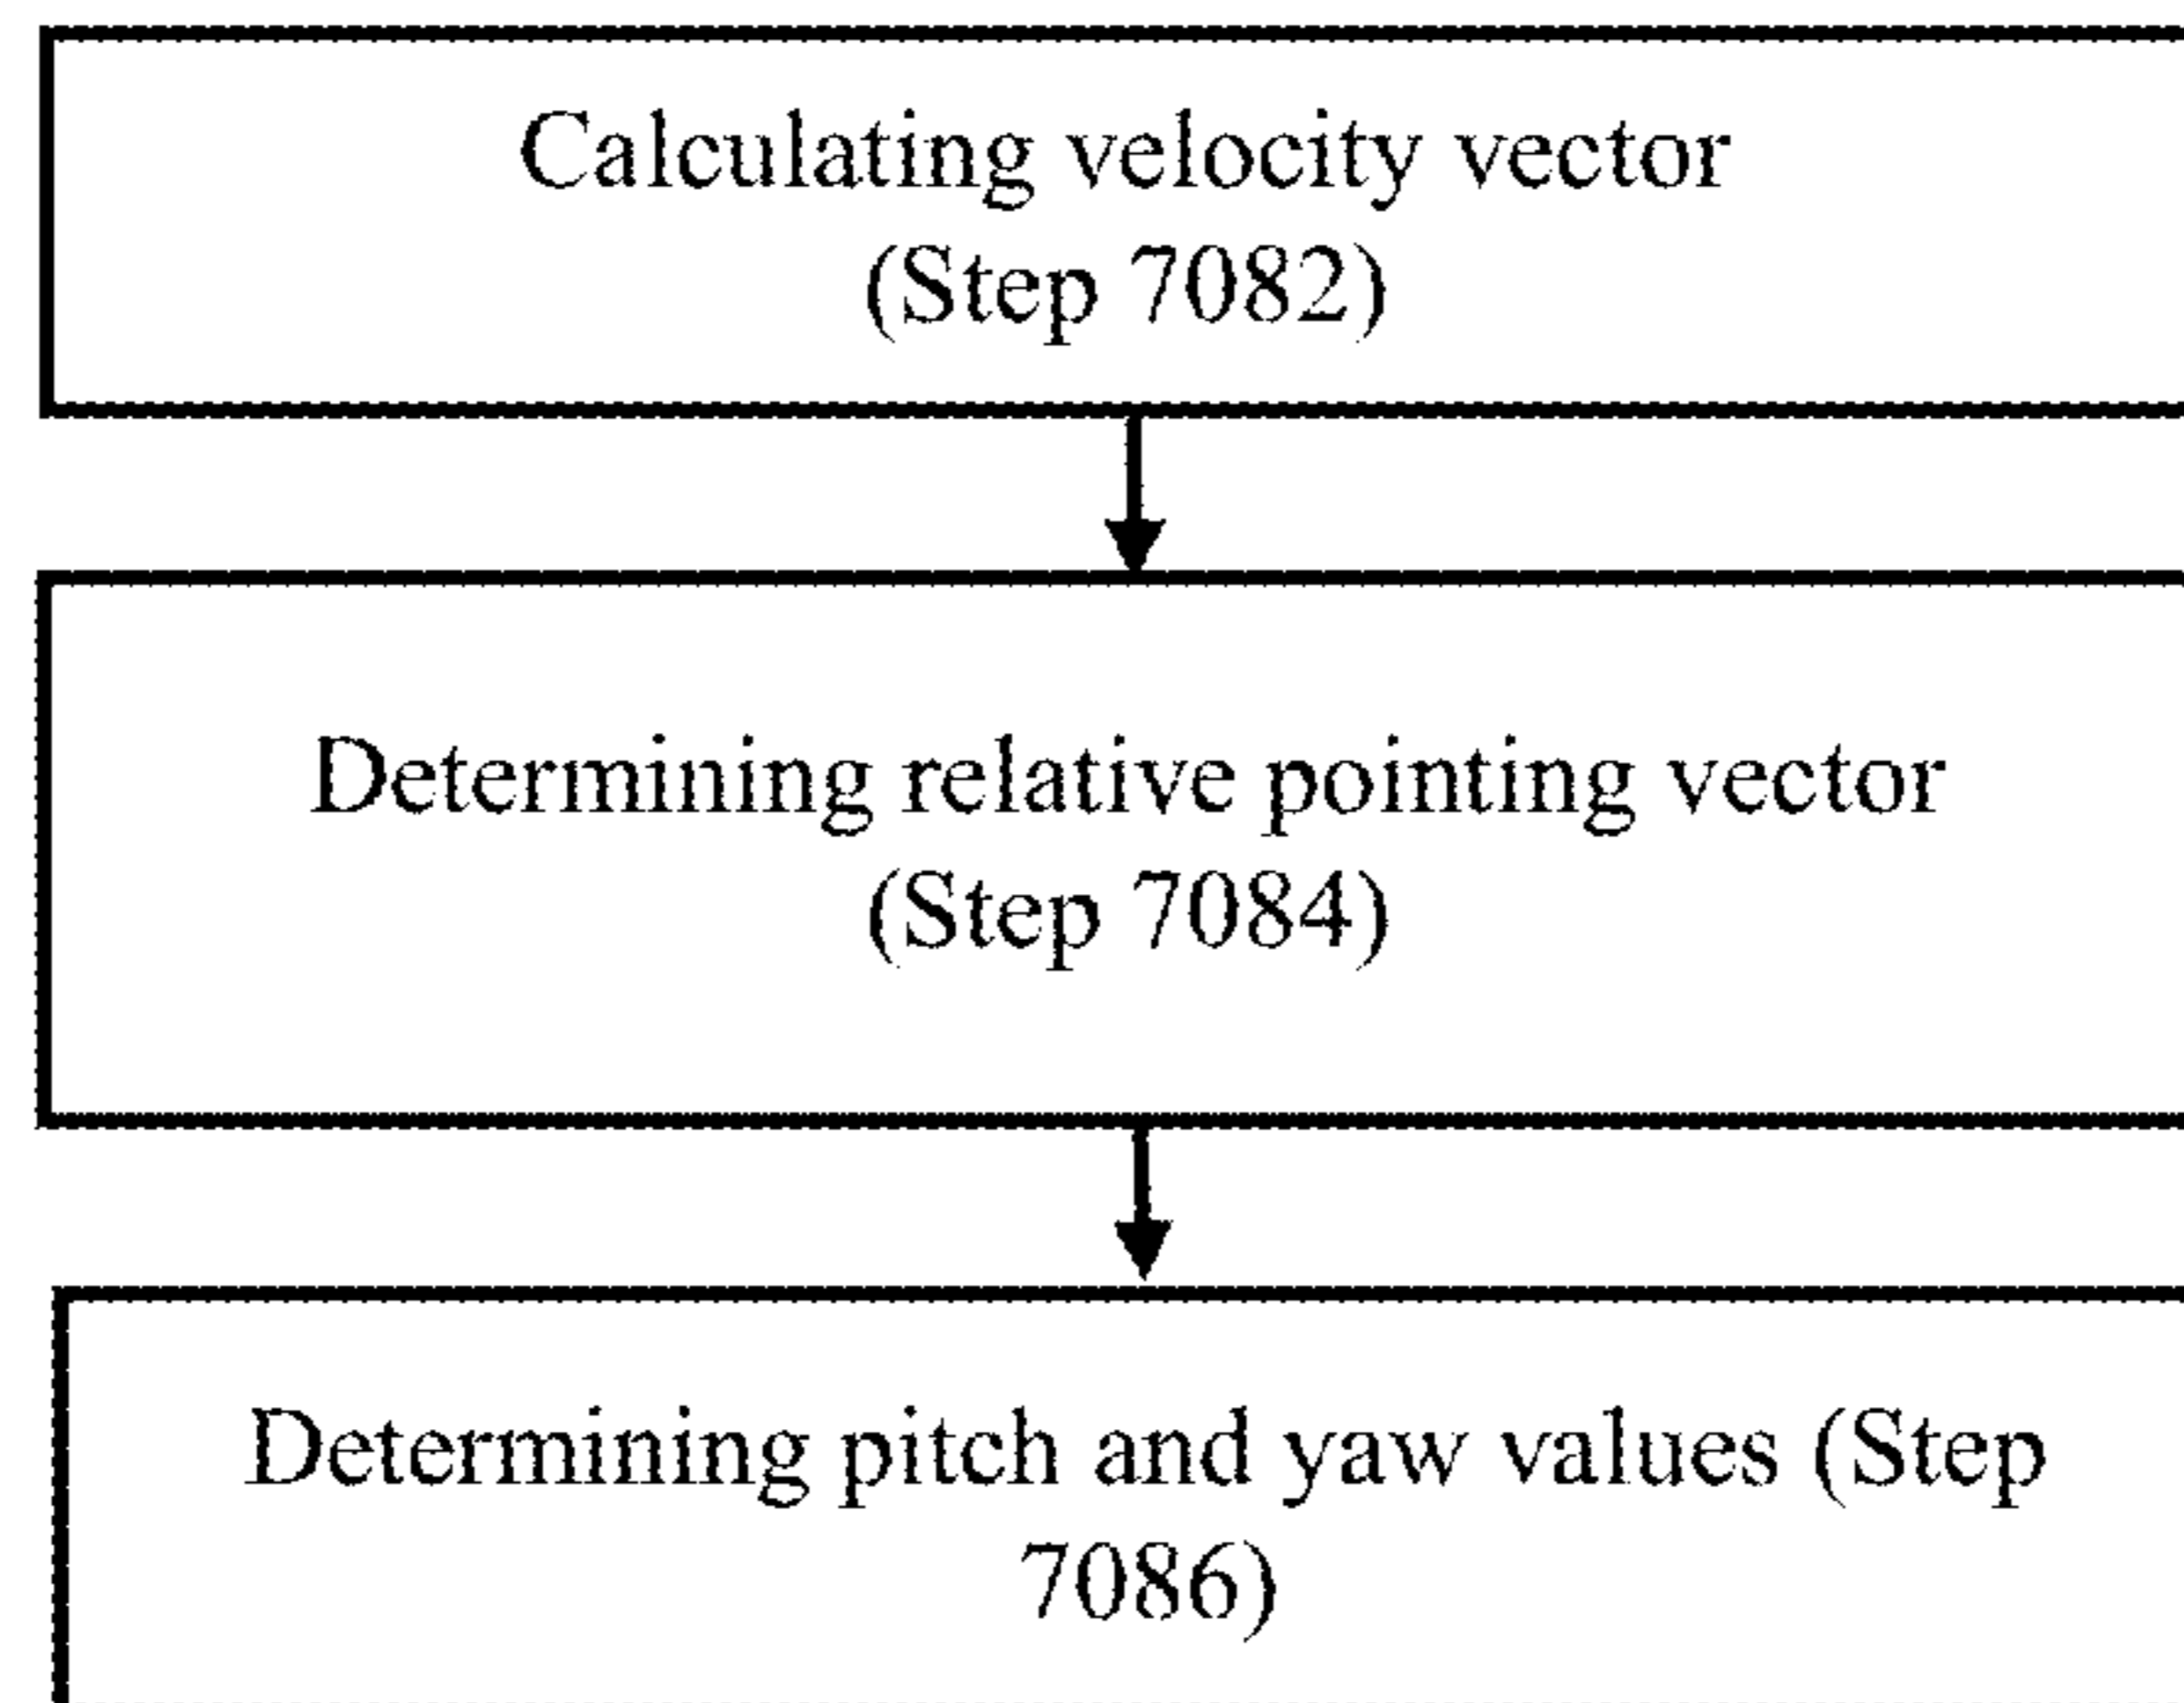 Calculating velocity vector
(Step 7082)
Determining relative pointing vector
(Step 7084)
Determining pitch and yaw values (Step
7086)